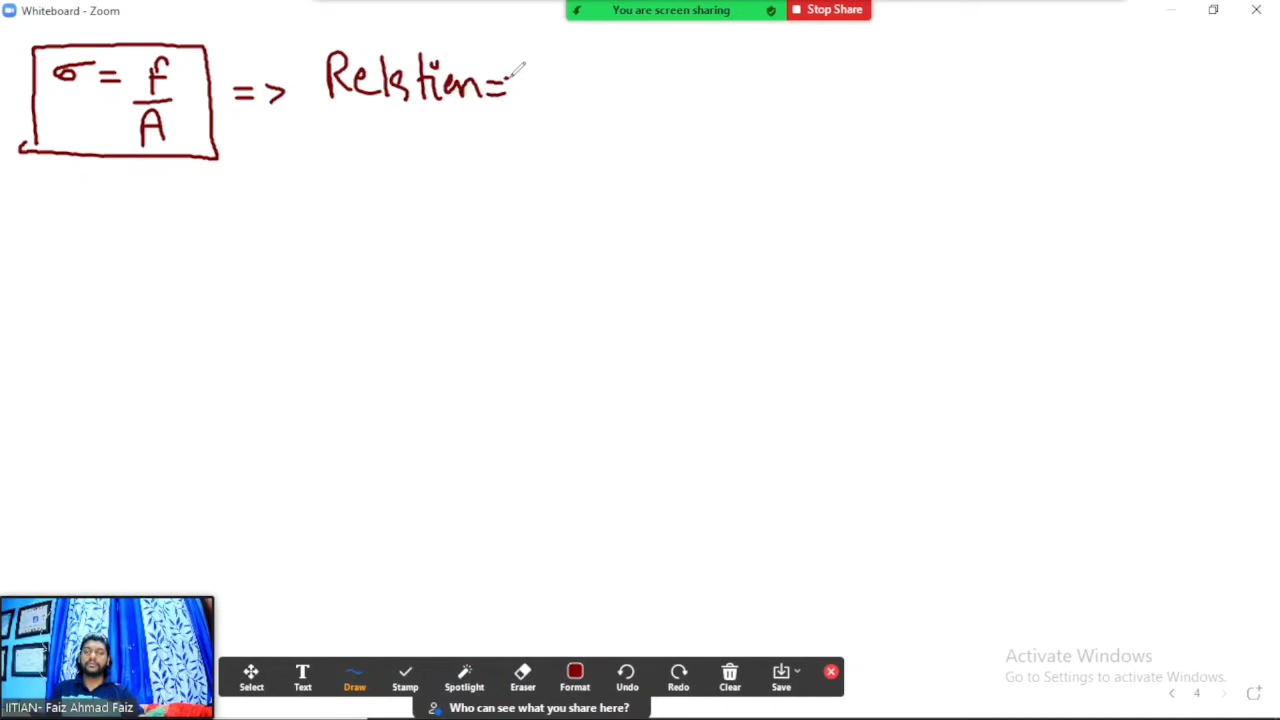 Whiteboard - Zoom
You are screen sharing
Stop Share
σ = f/A => Relation =
Activate Windows
Go to Settings to activate Windows.
4
Select Text Draw Stamp Spotlight Eraser Format Undo Redo Clear Save
Who can see what you share here?
IITIAN- Faiz Ahmad Faiz